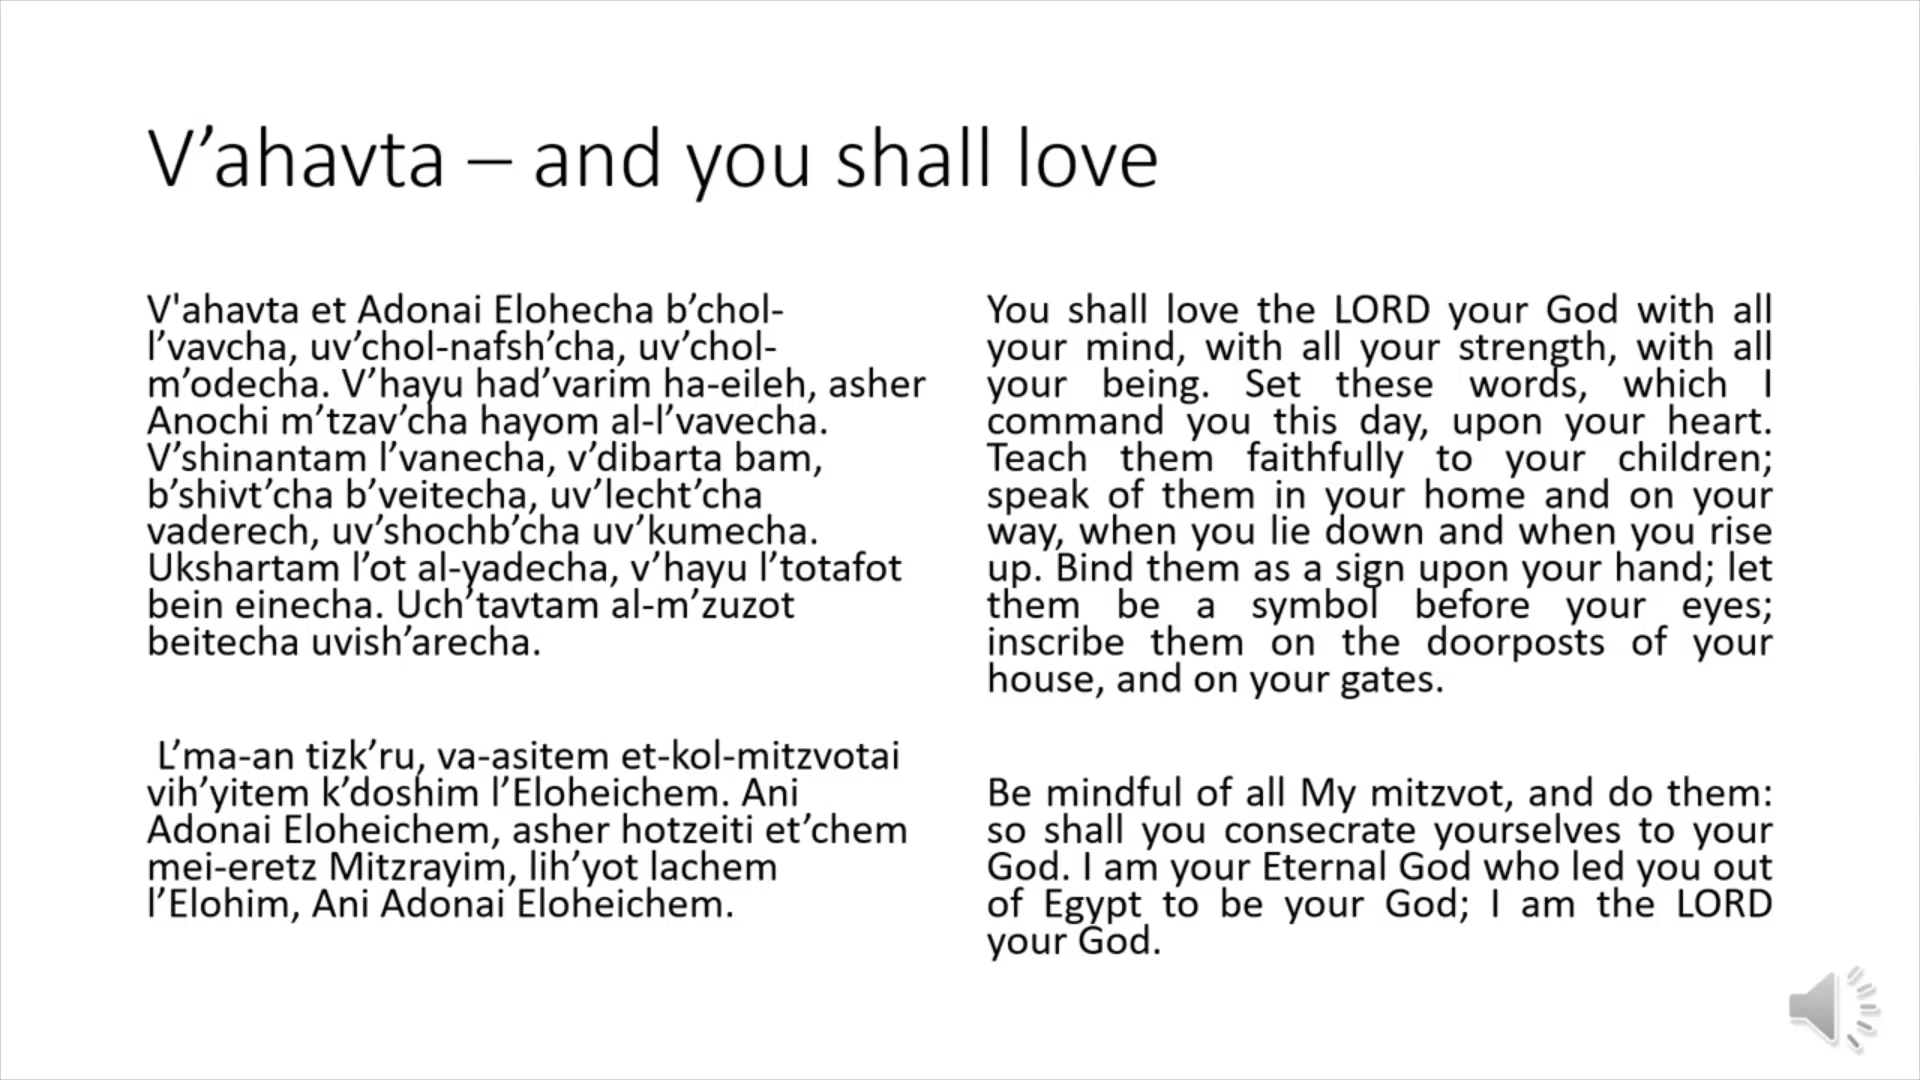 V’ahavta – and you shall love
V'ahavta et Adonai Elohecha b’chol-
l’vavcha, uv’chol-nafsh’cha, uv’chol-
m’odecha. V’hayu had’varim ha-eileh, asher
Anochi m’tzav’cha hayom al-l’vavecha.
V’shinantam l’vanecha, v’dibarta bam,
b’shivt’cha b’veitecha, uv’lecht’cha
vaderech, uv’shochb’cha uv’kumecha.
Ukshartam l’ot al-yadecha, v’hayu l’totafot
bein einecha. Uch’tavtam al-m’zuzot
beitecha uvish’arecha.
L’ma-an tizk’ru, va-asitem et-kol-mitzvotai
vih’yitem k’doshim l’Eloheichem. Ani
Adonai Eloheichem, asher hotzeiti et’chem
mei-eretz Mitzrayim, lih’yot lachem
l’Elohim, Ani Adonai Eloheichem.
You shall love the LORD your God with all
your mind, with all your strength, with all
your being. Set these words, which I
command you this day, upon your heart.
Teach them faithfully to your children;
speak of them in your home and on your
way, when you lie down and when you rise
up. Bind them as a sign upon your hand; let
them be a symbol before your eyes;
inscribe them on the doorposts of your
house, and on your gates.
Be mindful of all My mitzvot, and do them:
so shall you consecrate yourselves to your
God. I am your Eternal God who led you out
of Egypt to be your God; I am the LORD
your God.